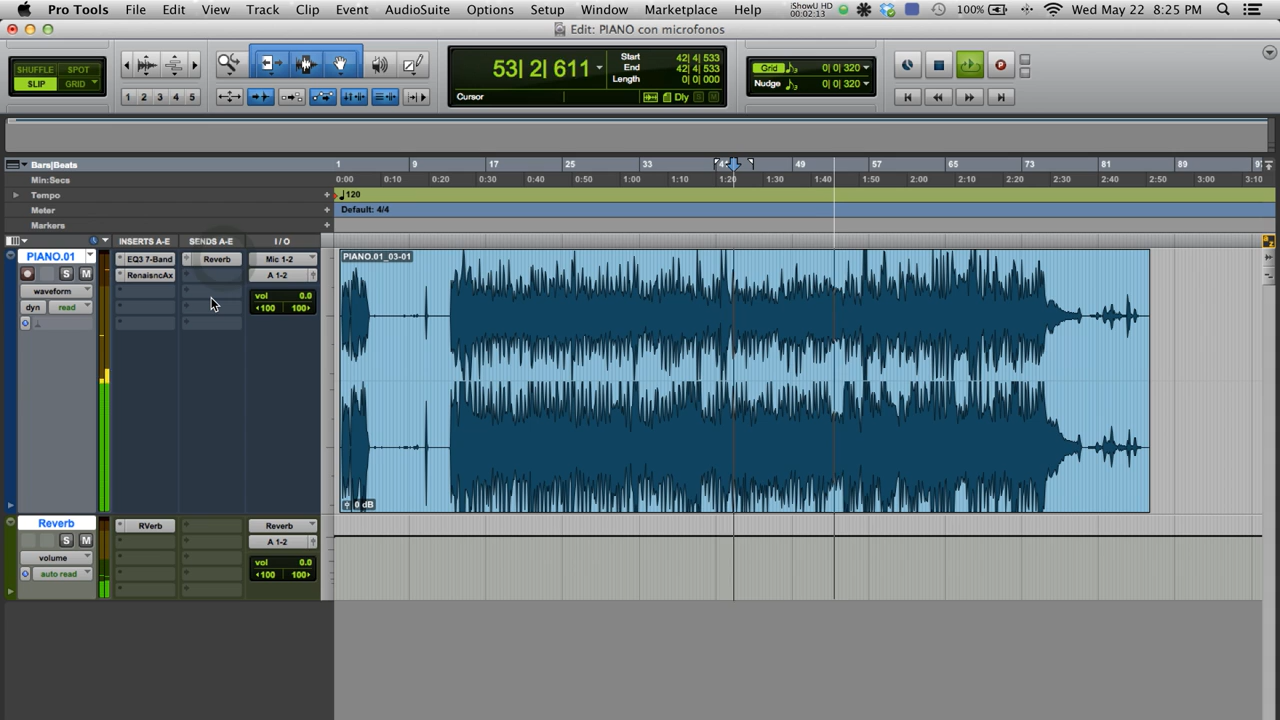 Pro Tools File Edit View Track Clip Event AudioSuite Options Setup Window Marketplace Help iShowU HD 00:02:13 100% Wed May 22 8:25 PM
Edit: PIANO con microfonos
SHUFFLE SPOT
SLIP GRID
1 2 3 4 5
53| 2| 611
Start 42| 4| 533
End 42| 4| 533
Length 0| 0| 000
Cursor
Dly S M
Grid 0| 0| 320
Nudge 0| 0| 320
Bars|Beats 1 9 17 25 33 49 57 65 73 81 89
Min:Secs 0:00 0:10 0:20 0:30 0:40 0:50 1:00 1:10 1:20 1:30 1:40 1:50 2:00 2:10 2:20 2:30 2:40 2:50 3:00 3:10
Tempo 120
Meter Default: 4/4
Markers
INSERTS A-E SENDS A-E I / O
PIANO.01 EQ3 7-Band Reverb Mic 1-2 PIANO.01_03-01
S M RenaisncAx A 1-2
waveform vol 0.0
dyn read ‹100 100›
0 dB
Reverb RVerb Reverb
S M A 1-2
volume vol 0.0
auto read ‹100 100›